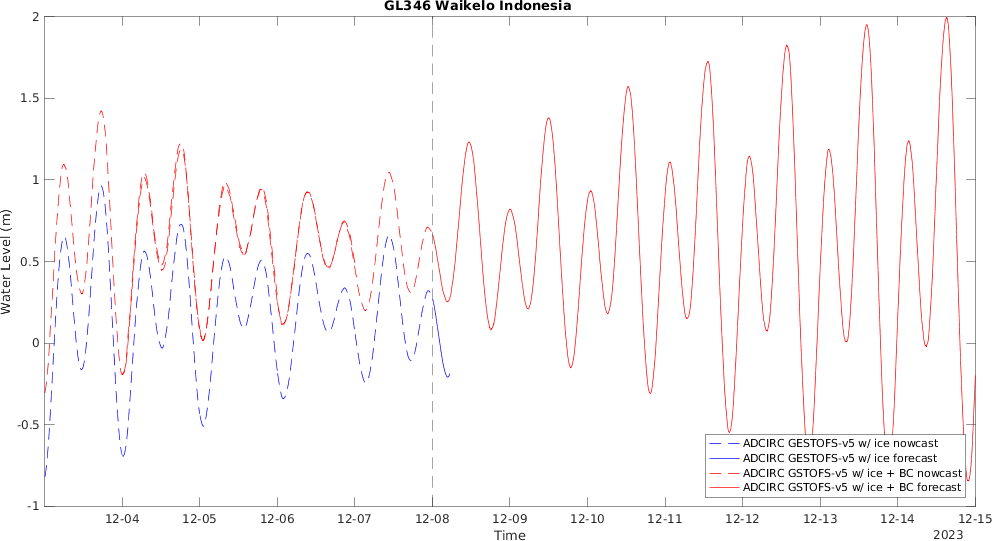 GL346 Waikelo Indonesia
2
1.5
1
0.5
0
-0.5
-1
Water Level (m)
ADCIRC GESTOFS-v5 w/ ice nowcast
ADCIRC GESTOFS-v5 w/ ice forecast
ADCIRC GSTOFS-v5 w/ ice + BC nowcast
ADCIRC GSTOFS-v5 w/ ice + BC forecast
12-04 12-05 12-06 12-07 12-08 12-09 12-10 12-11 12-12 12-13 12-14 12-15
Time
2023